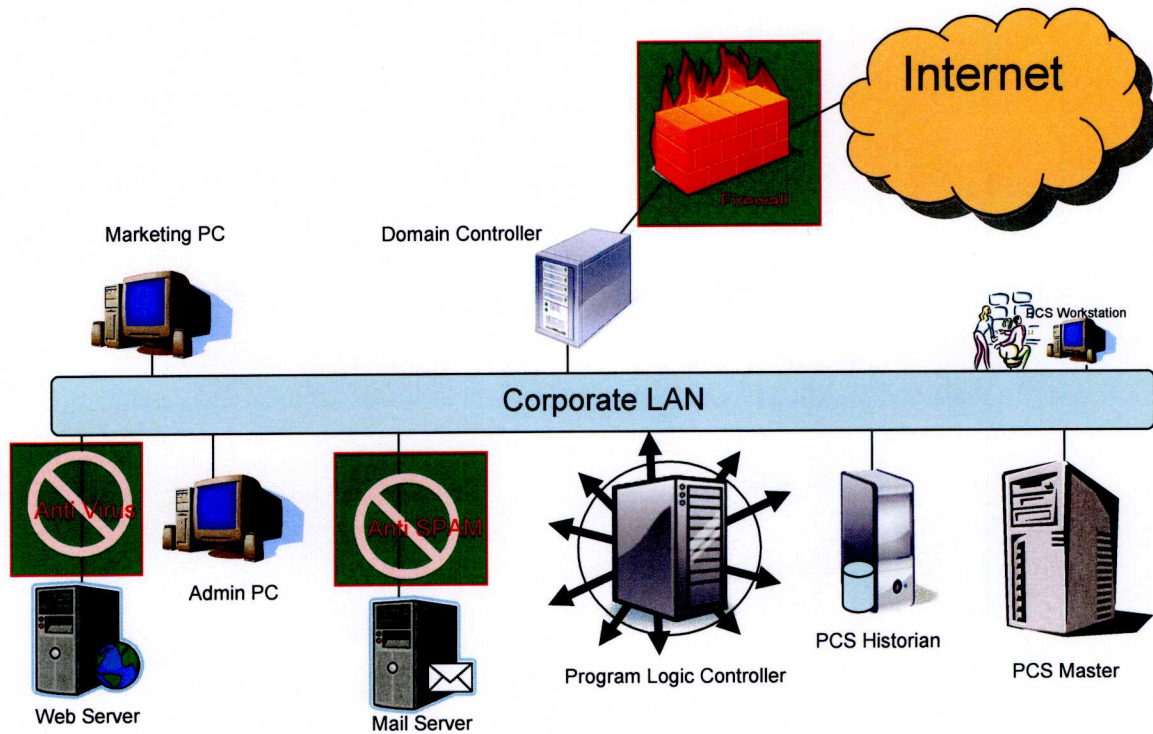 Internet
Firewall
Marketing PC
Domain Controller
PCS Workstation
Corporate LAN
Anti Virus
Anti SPAM
Admin PC
Web Server
Mail Server
Program Logic Controller
PCS Historian
PCS Master